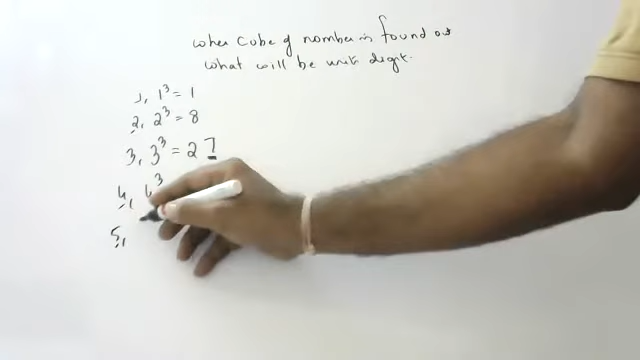 when cube of number is found out
what will be unit digit.
1, 1³ = 1
2, 2³ = 8
3, 3³ = 27
4, 4³
5,